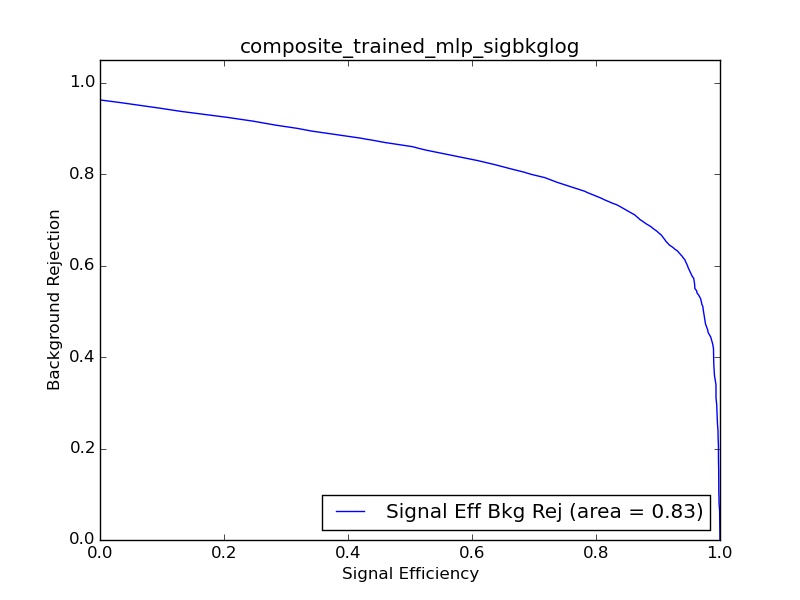 composite_trained_mlp_sigbkglog
1.0
0.8
0.6
0.4
0.2
0.0
Background Rejection
Signal Eff Bkg Rej (area = 0.83)
0.0 0.2 0.4 0.6 0.8 1.0
Signal Efficiency